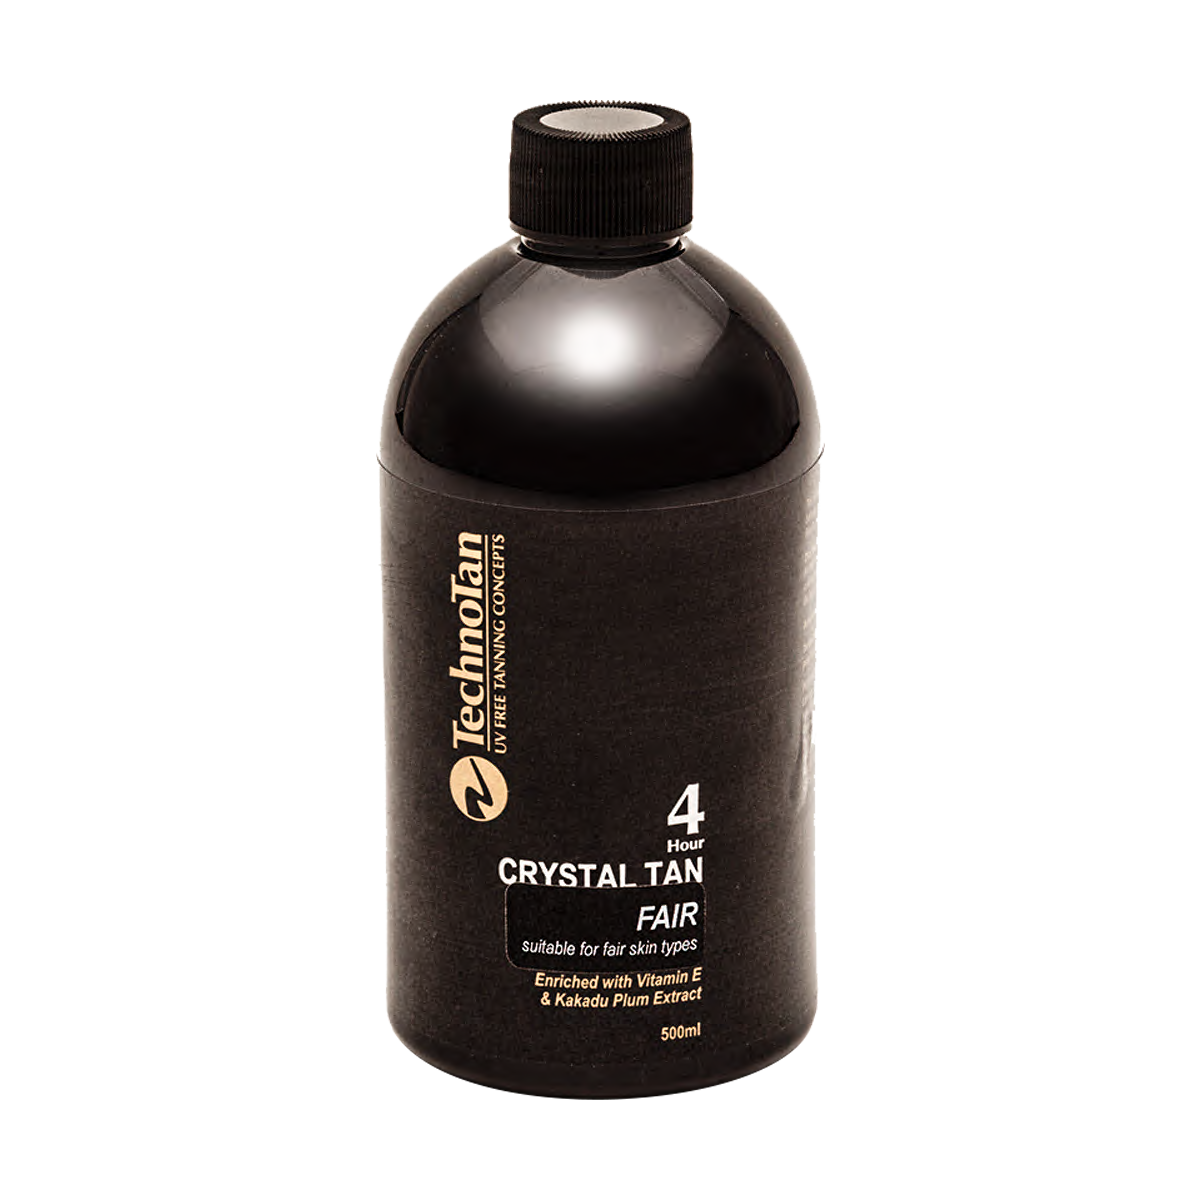 TechnoTan
UV FREE TANNING CONCEPTS
4
Hour
CRYSTAL TAN
FAIR
suitable for fair skin types
Enriched with Vitamin E
& Kakadu Plum Extract
500ml